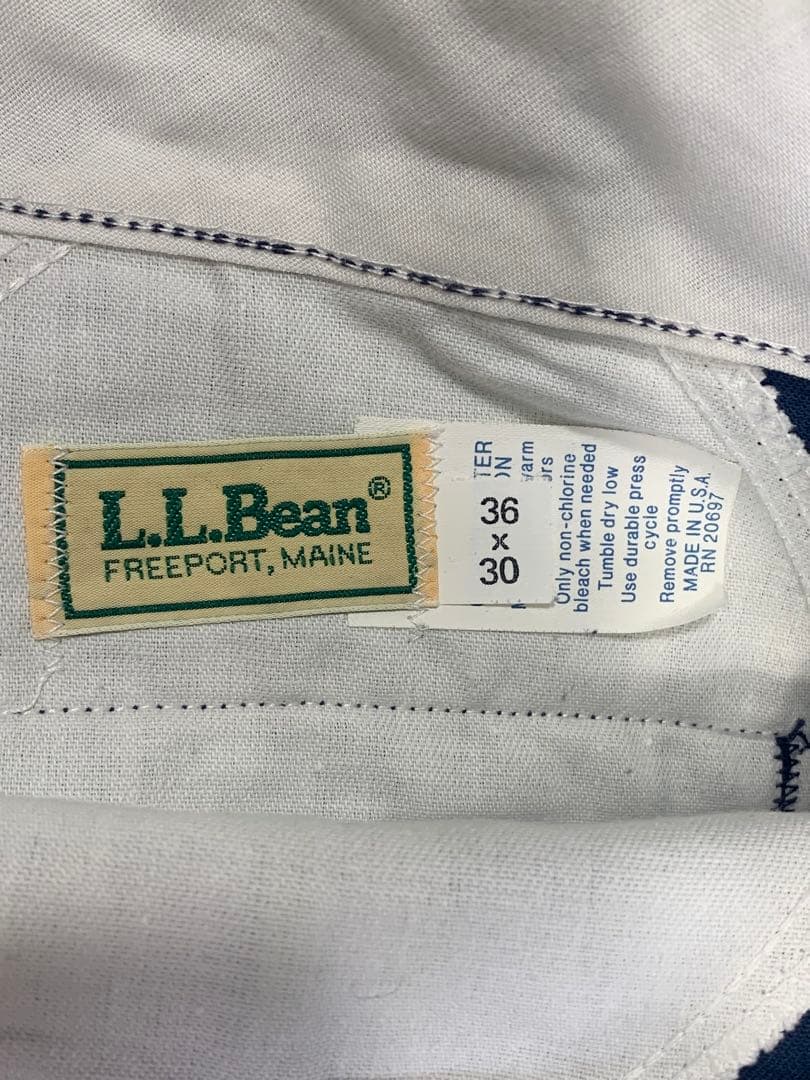 L.L.Bean®
FREEPORT, MAINE
36
x
30
Only non-chlorine
bleach when needed
Tumble dry low
Use durable press
cycle
Remove promptly
MADE IN U.S.A.
RN 20697